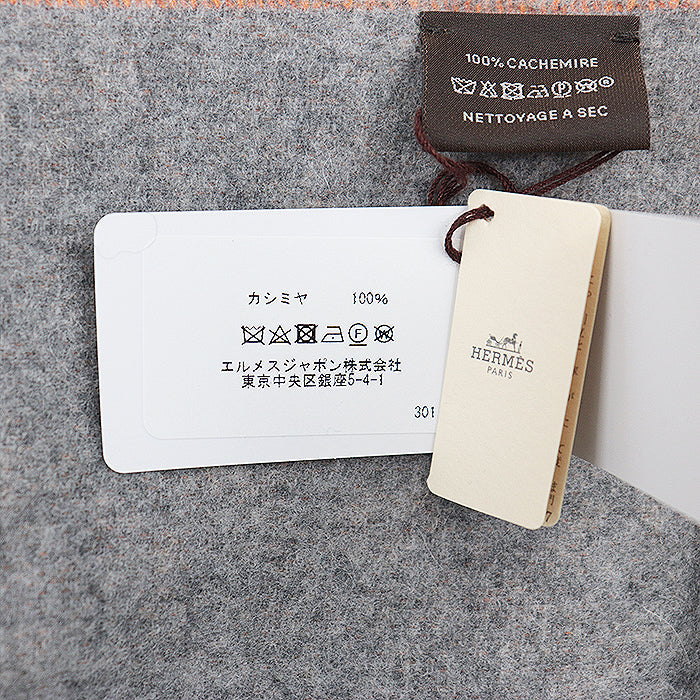 100% CACHEMIRE
NETTOYAGE A SEC
カシミヤ 100%
F
エルメスジャポン株式会社
東京中央区銀座5-4-1
301
HERMÈS
PARIS